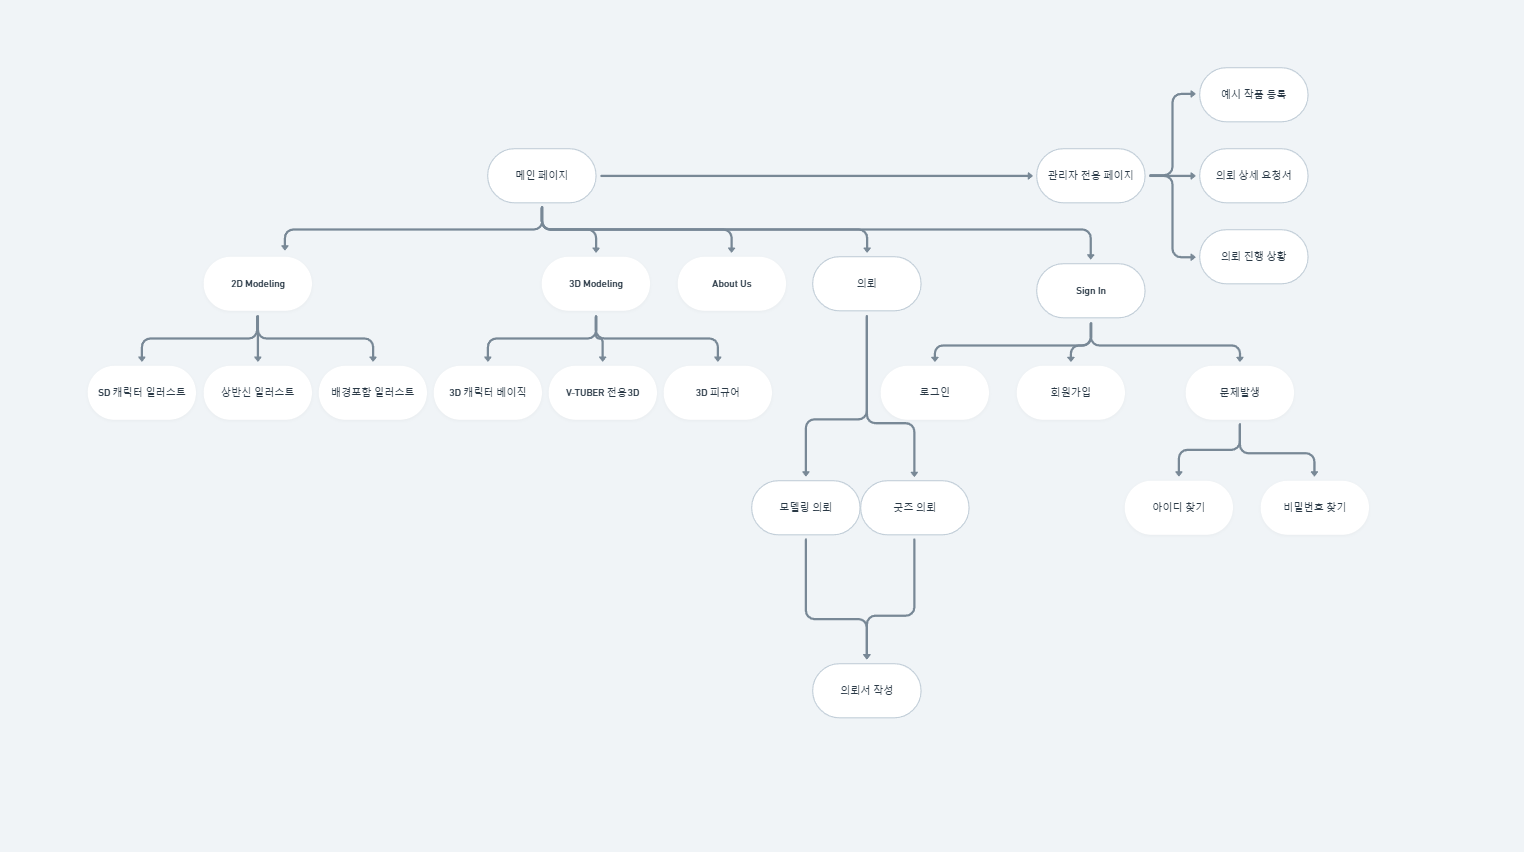 예시 작품 등록
메인 페이지
관리자 전용 페이지
의뢰 상세 요청서
의뢰 진행 상황
2D Modeling
3D Modeling
About Us
의뢰
Sign In
SD 캐릭터 일러스트
상반신 일러스트
배경포함 일러스트
3D 캐릭터 베이직
V-TUBER 전용3D
3D 피규어
로그인
회원가입
문제발생
모델링 의뢰
굿즈 의뢰
아이디 찾기
비밀번호 찾기
의뢰서 작성